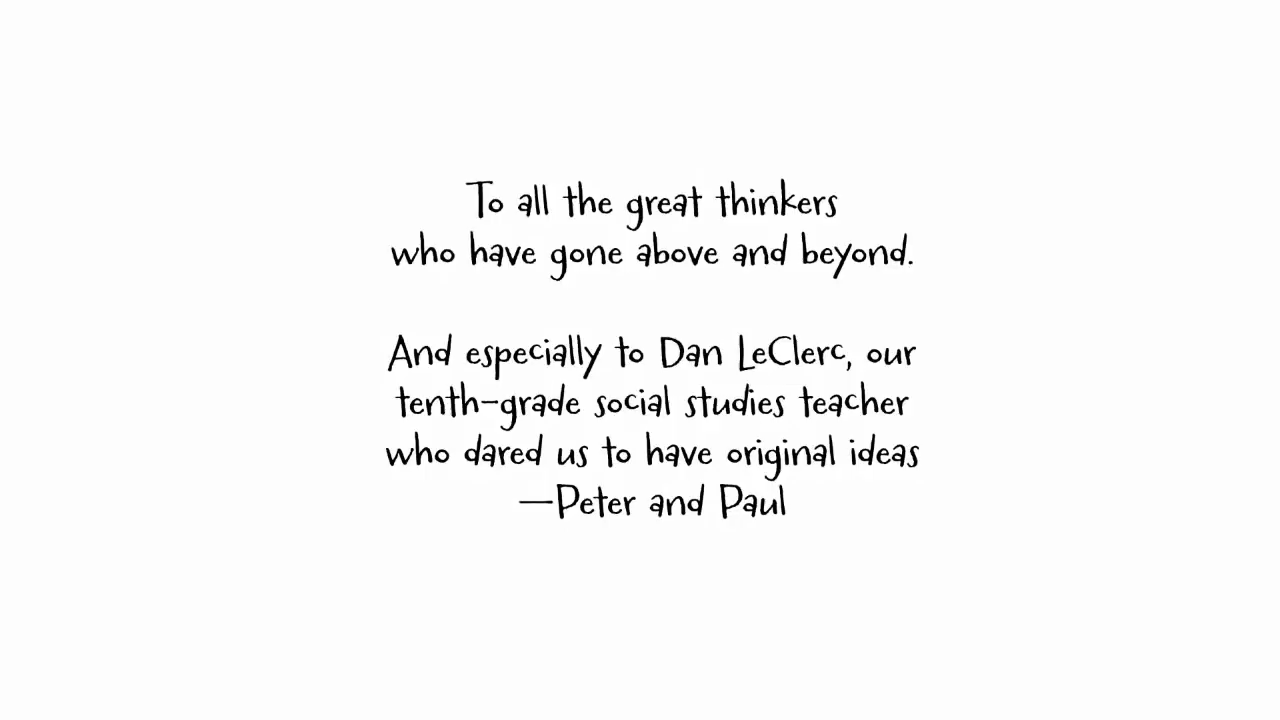 To all the great thinkers
who have gone above and beyond.
And especially to Dan LeClerc, our
tenth-grade social studies teacher
who dared us to have original ideas
—Peter and Paul